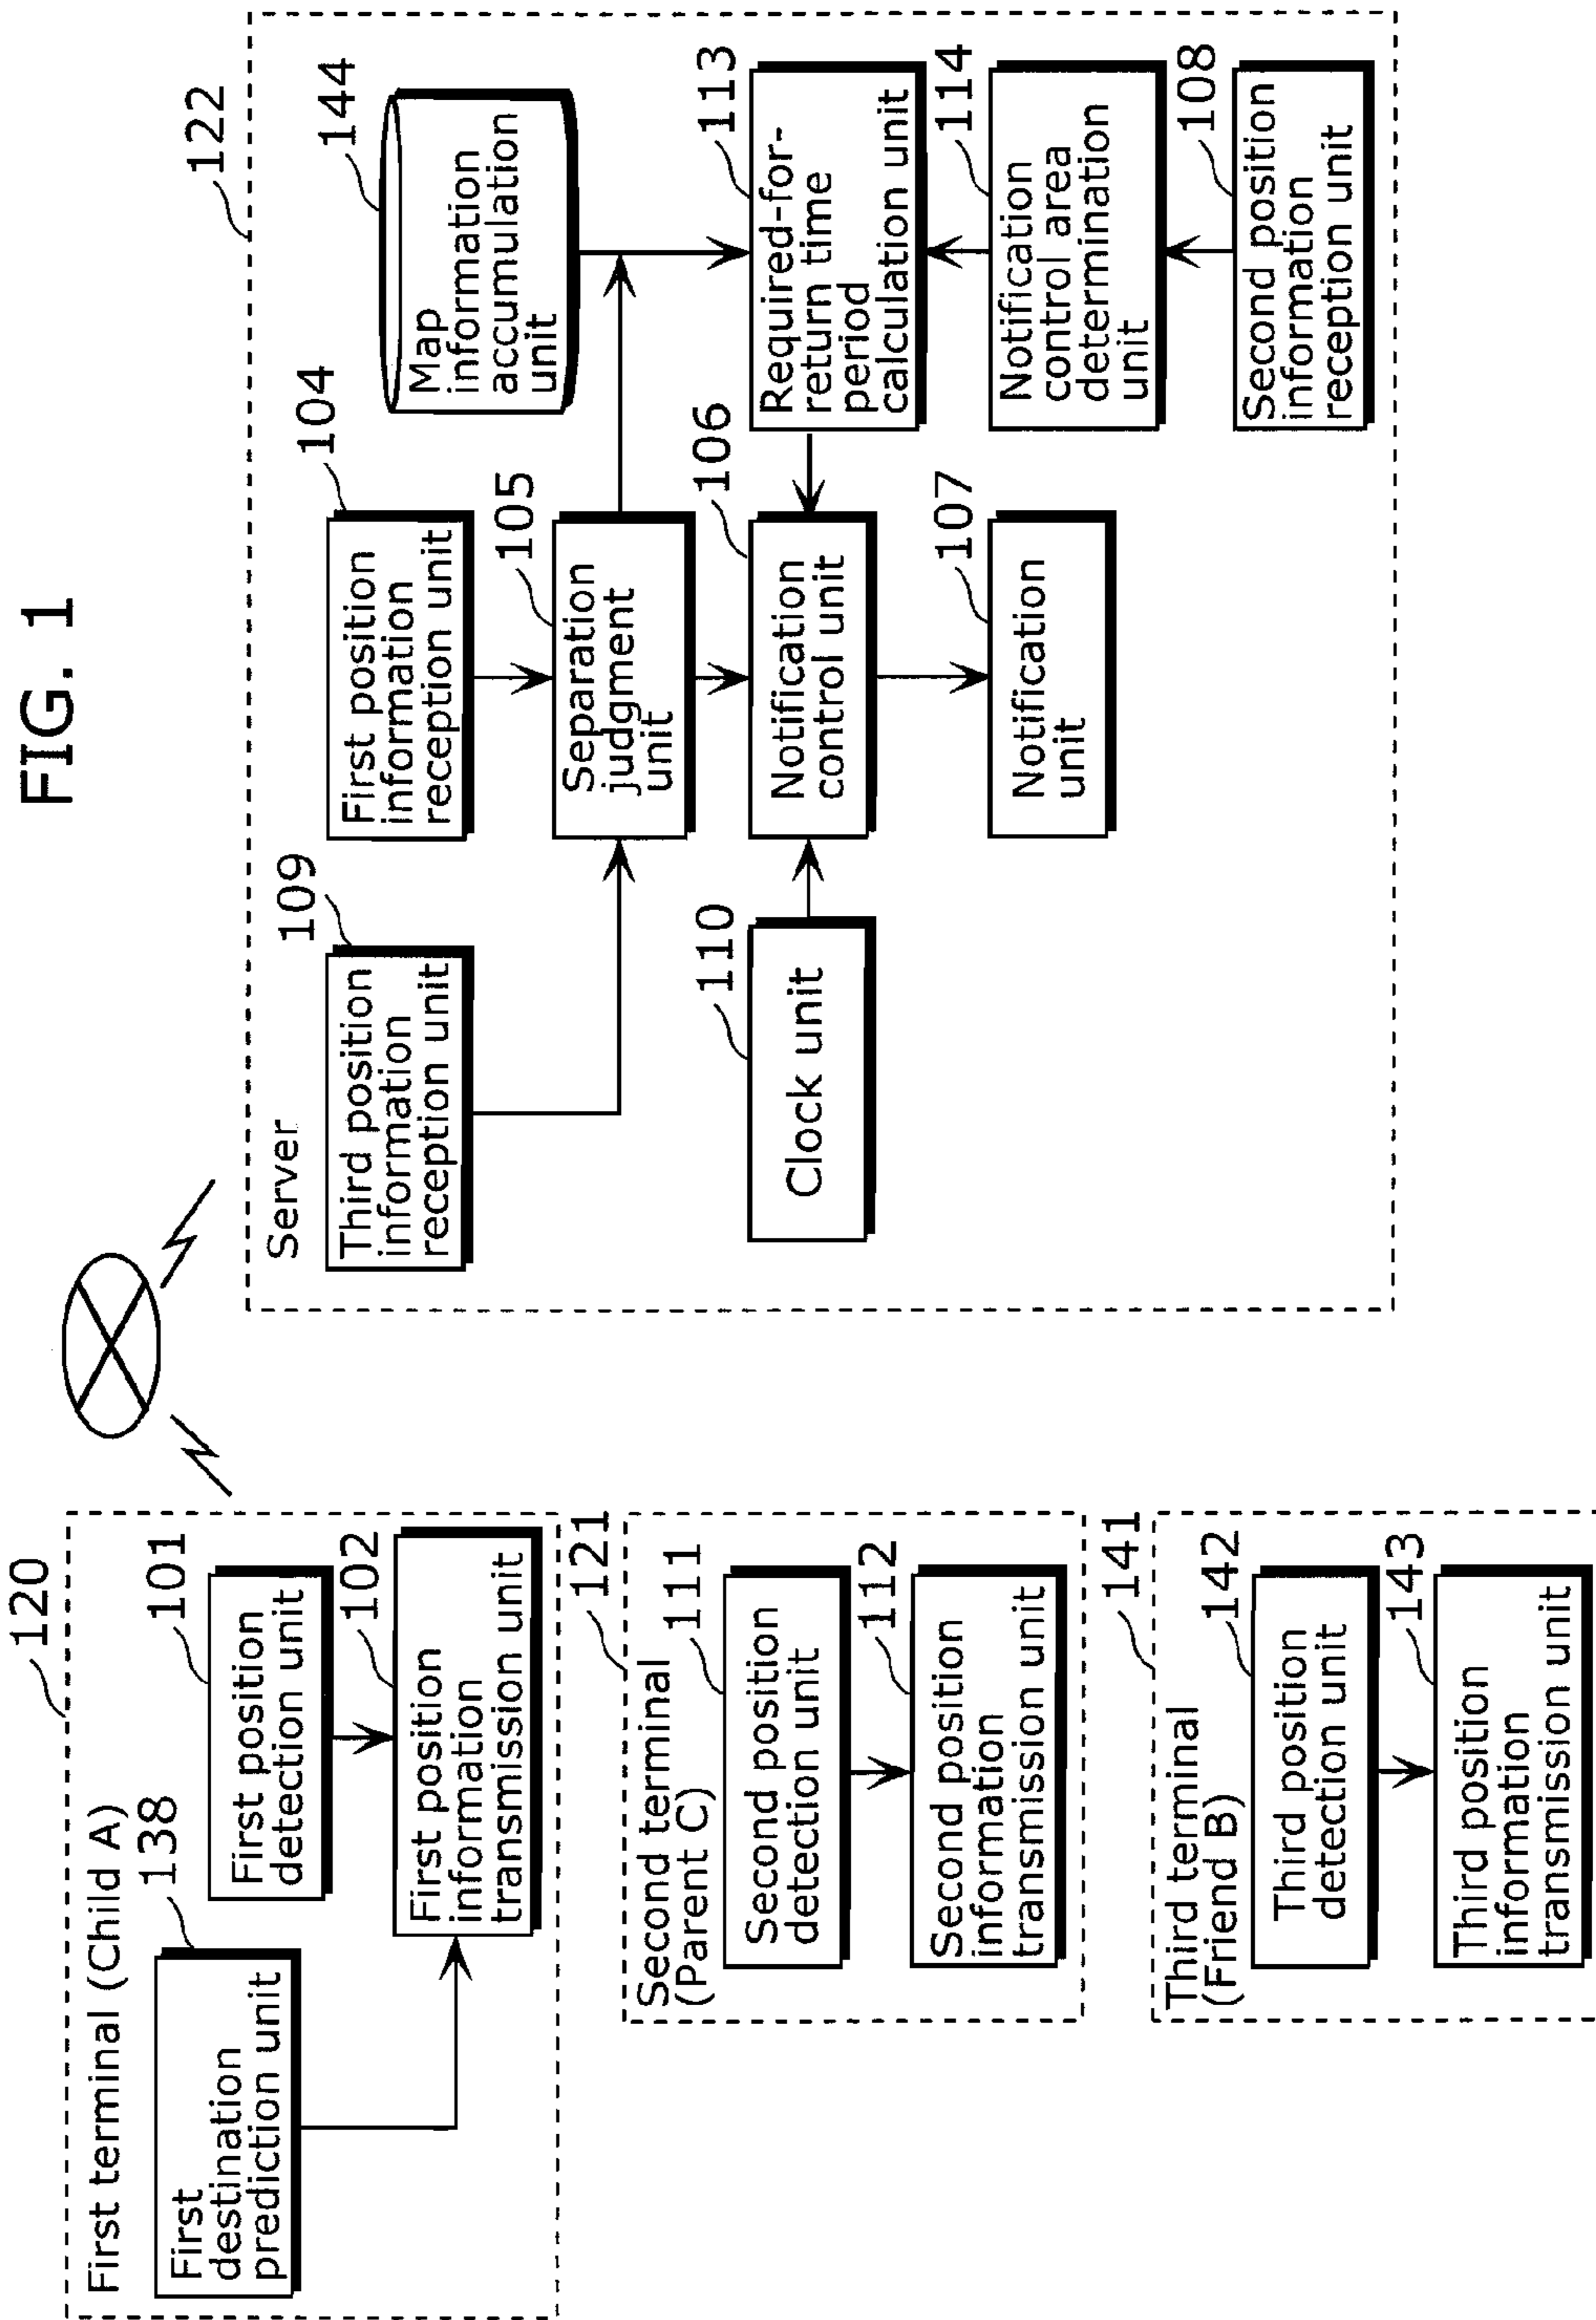 FIG. 1
120
First terminal (Child A)
138
First
destination
prediction unit
101
First position
detection unit
102
First position
information
transmission unit
121
Second terminal
(Parent C)
111
Second position
detection unit
112
Second position
information
transmission unit
141
Third terminal
(Friend B)
142
Third position
detection unit
143
Third position
information
transmission unit
122
Server
109
Third position
information
reception unit
104
First position
information
reception unit
144
Map
information
accumulation
unit
105
Separation
judgment
unit
110
Clock unit
106
Notification
control unit
113
Required-for-
return time
period
calculation unit
107
Notification
unit
114
Notification
control area
determination
unit
108
Second position
information
reception unit